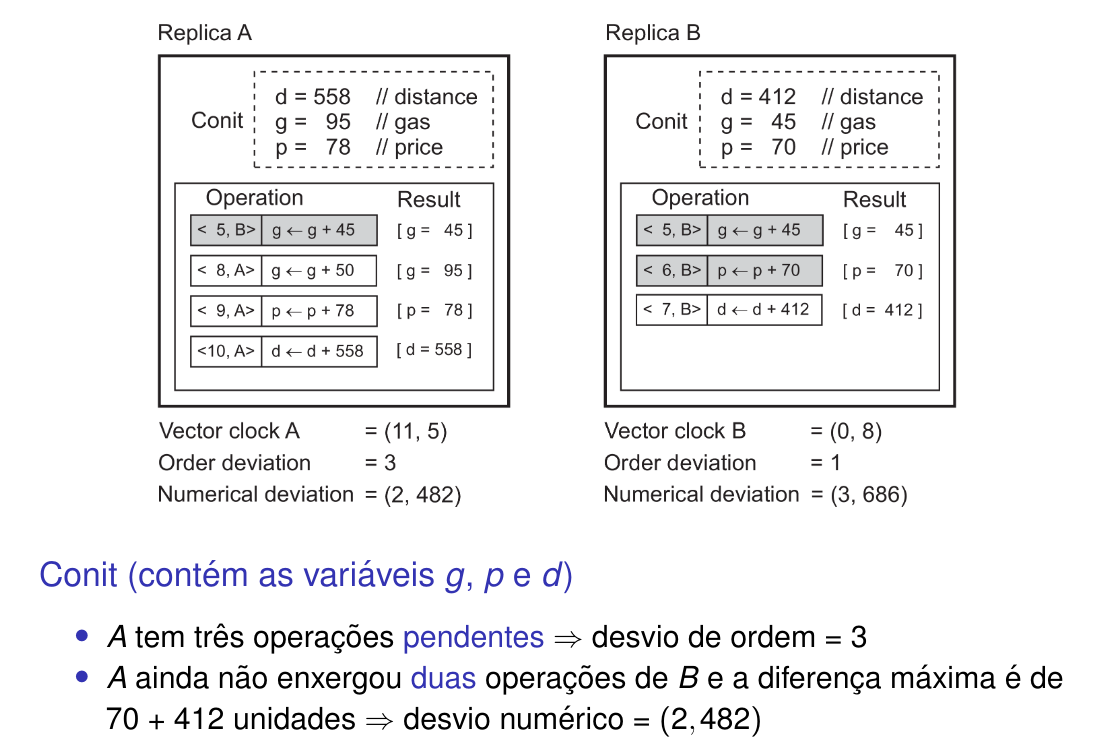 Replica A
Conit
d = 558 // distance
g = 95 // gas
p = 78 // price
Operation Result
< 5, B> g ← g + 45 [ g = 45 ]
< 8, A> g ← g + 50 [ g = 95 ]
< 9, A> p ← p + 78 [ p = 78 ]
<10, A> d ← d + 558 [ d = 558 ]
Vector clock A = (11, 5)
Order deviation = 3
Numerical deviation = (2, 482)
Replica B
Conit
d = 412 // distance
g = 45 // gas
p = 70 // price
Operation Result
< 5, B> g ← g + 45 [ g = 45 ]
< 6, B> p ← p + 70 [ p = 70 ]
< 7, B> d ← d + 412 [ d = 412 ]
Vector clock B = (0, 8)
Order deviation = 1
Numerical deviation = (3, 686)
Conit (contém as variáveis g, p e d)
• A tem três operações pendentes ⇒ desvio de ordem = 3
• A ainda não enxergou duas operações de B e a diferença máxima é de
70 + 412 unidades ⇒ desvio numérico = (2, 482)